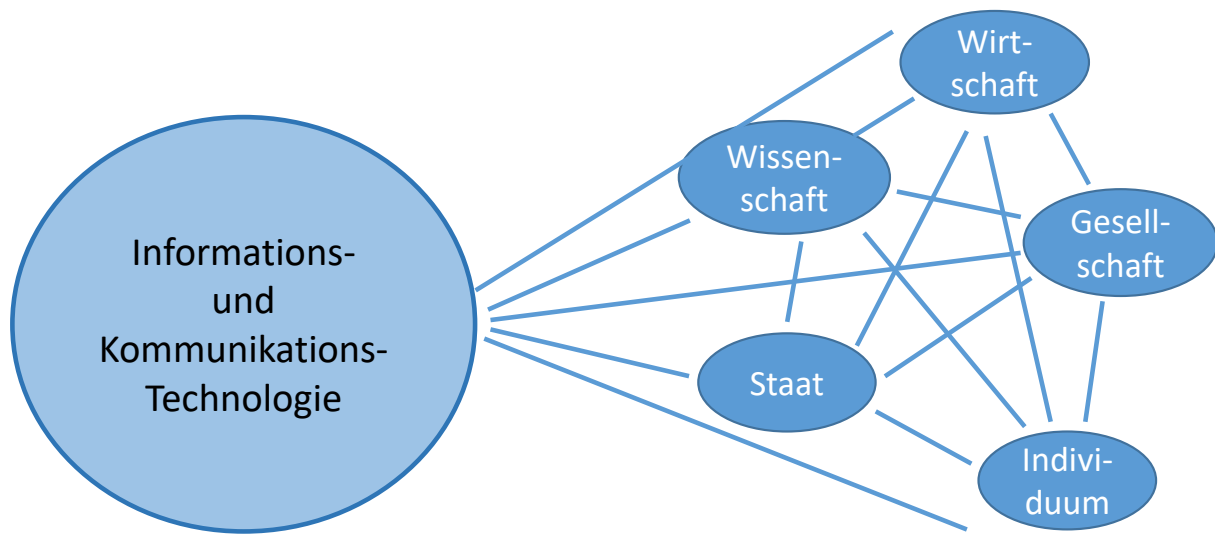 Informations-
und
Kommunikations-
Technologie
Wirt-
schaft
Wissen-
schaft
Gesell-
schaft
Staat
Indivi-
duum